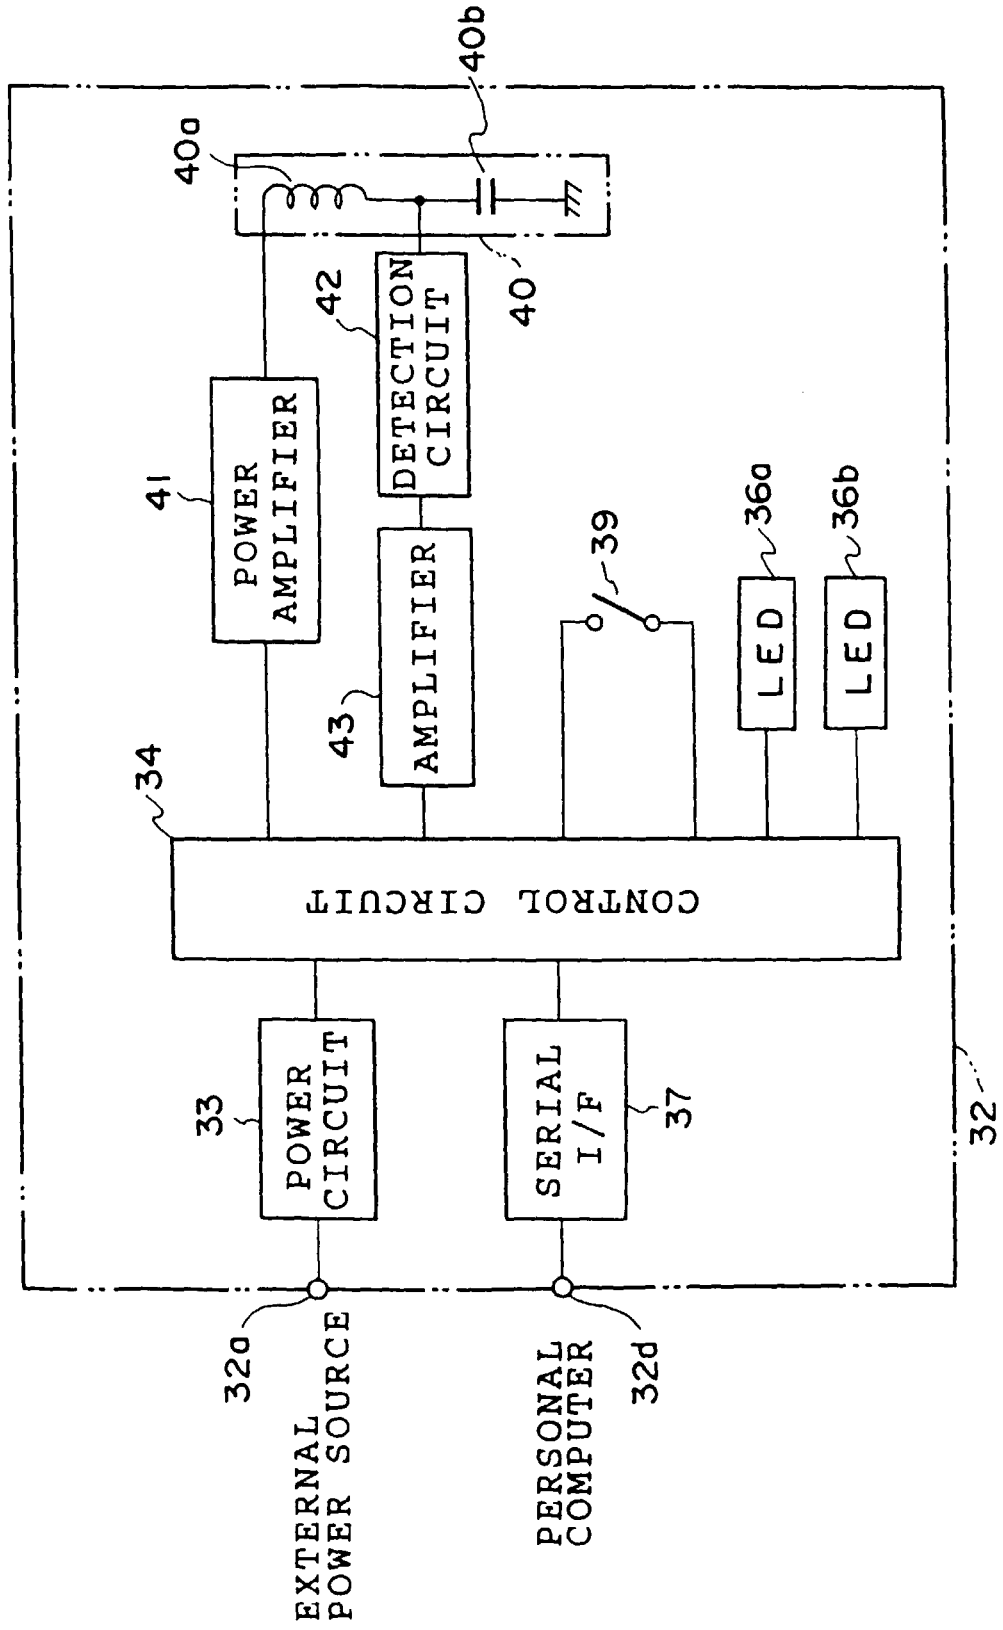 40b
40a
42
DETECTION
CIRCUIT
40
41
POWER
AMPLIFIER
43
AMPLIFIER
39
36a
LED
36b
LED
34
CONTROL CIRCUIT
33
POWER
CIRCUIT
SERIAL
I/F
37
32
32a
EXTERNAL
POWER SOURCE
32d
PERSONAL
COMPUTER